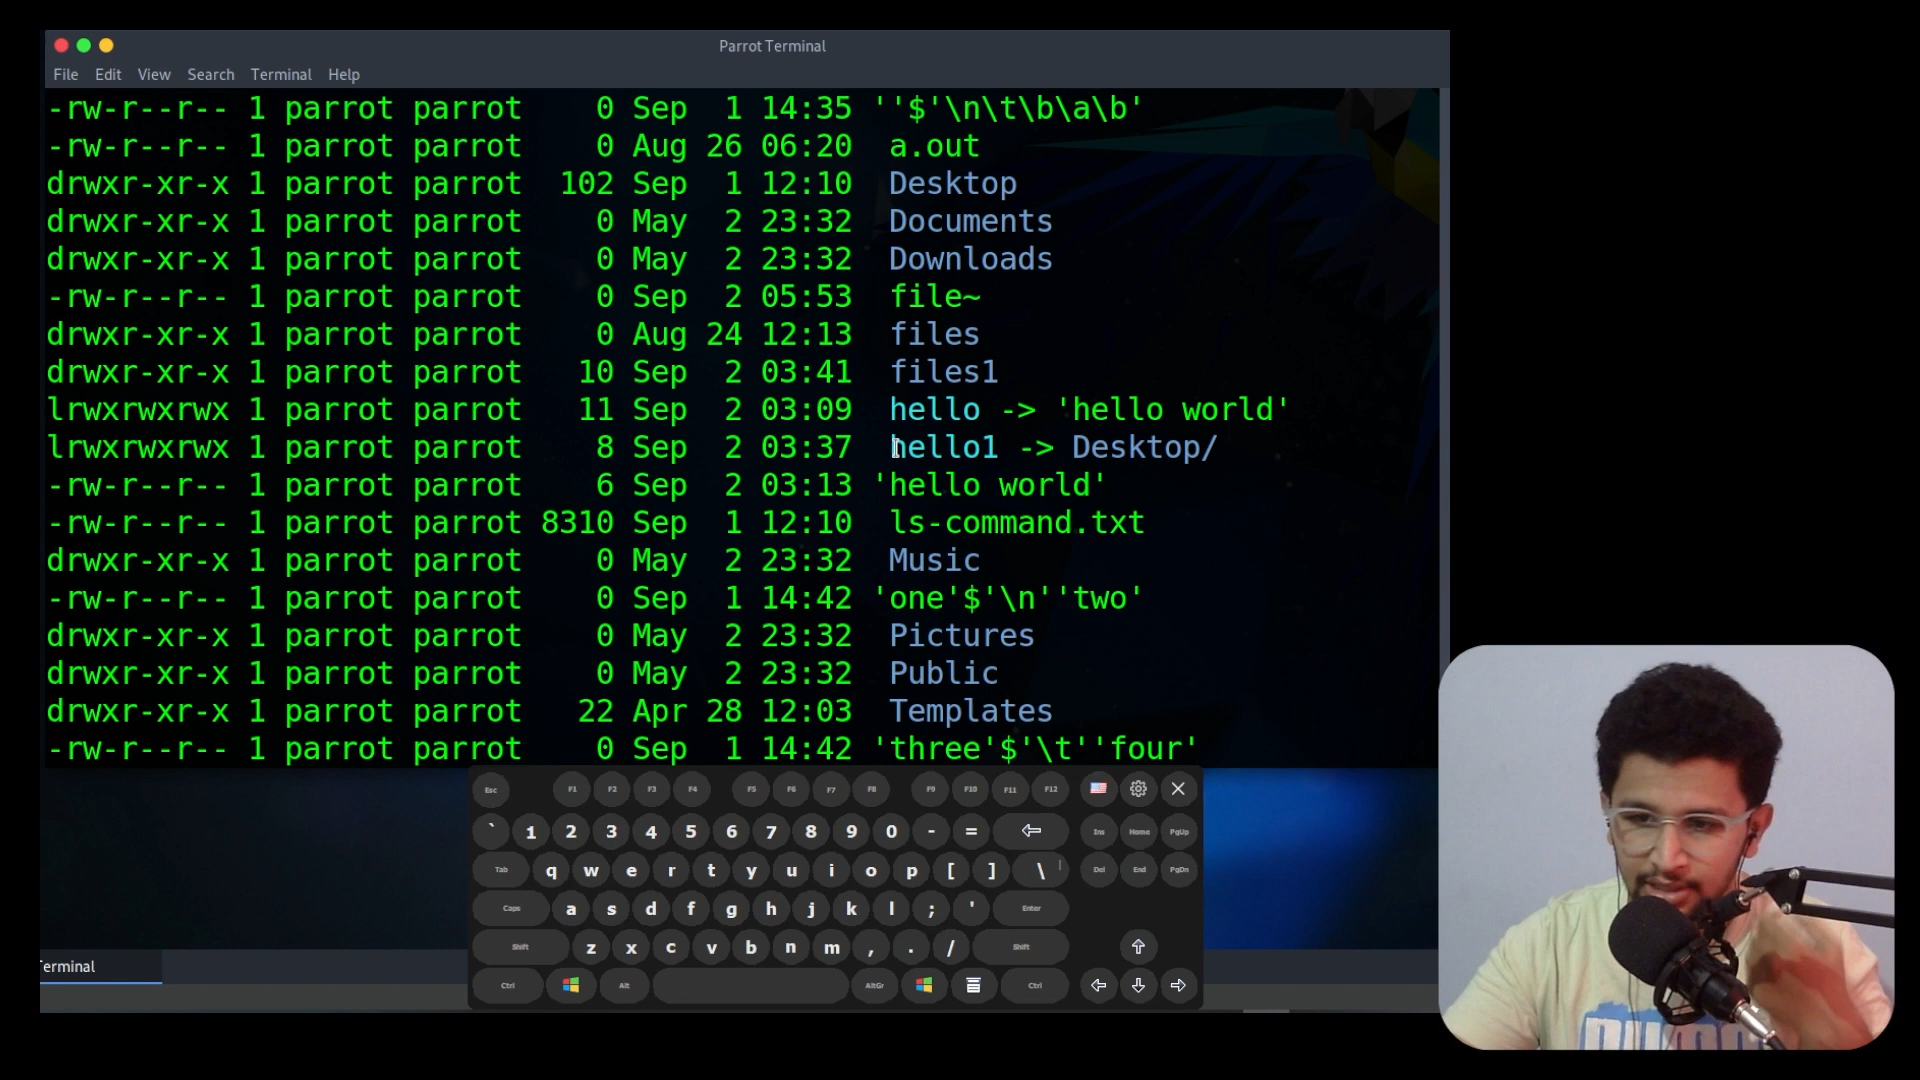 Parrot Terminal
File Edit View Search Terminal Help
-rw-r--r-- 1 parrot parrot 0 Sep 1 14:35 ''$'\n\t\b\a\b'
-rw-r--r-- 1 parrot parrot 0 Aug 26 06:20 a.out
drwxr-xr-x 1 parrot parrot 102 Sep 1 12:10 Desktop
drwxr-xr-x 1 parrot parrot 0 May 2 23:32 Documents
drwxr-xr-x 1 parrot parrot 0 May 2 23:32 Downloads
-rw-r--r-- 1 parrot parrot 0 Sep 2 05:53 file~
drwxr-xr-x 1 parrot parrot 0 Aug 24 12:13 files
drwxr-xr-x 1 parrot parrot 10 Sep 2 03:41 files1
lrwxrwxrwx 1 parrot parrot 11 Sep 2 03:09 hello -> 'hello world'
lrwxrwxrwx 1 parrot parrot 8 Sep 2 03:37 hello1 -> Desktop/
-rw-r--r-- 1 parrot parrot 6 Sep 2 03:13 'hello world'
-rw-r--r-- 1 parrot parrot 8310 Sep 1 12:10 ls-command.txt
drwxr-xr-x 1 parrot parrot 0 May 2 23:32 Music
-rw-r--r-- 1 parrot parrot 0 Sep 1 14:42 'one'$'\n''two'
drwxr-xr-x 1 parrot parrot 0 May 2 23:32 Pictures
drwxr-xr-x 1 parrot parrot 0 May 2 23:32 Public
drwxr-xr-x 1 parrot parrot 22 Apr 28 12:03 Templates
-rw-r--r-- 1 parrot parrot 0 Sep 1 14:42 'three'$'\t''four'
Esc F1 F2 F3 F4 F5 F6 F7 F8 F9 F10 F11 F12
` 1 2 3 4 5 6 7 8 9 0 - = Ins Home PgUp
Tab q w e r t y u i o p [ ] \ | Del End PgDn
Caps a s d f g h j k l ; ' Enter
Shift z x c v b n m , . / Shift
erminal
Ctrl Alt AltGr Ctrl